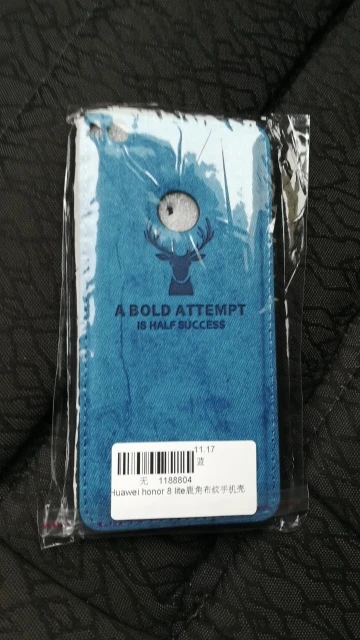 A BOLD ATTEMPT
IS HALF SUCCESS
11.17
蓝
无 1188804
Huawei honor 8 lite鹿角布纹手机壳